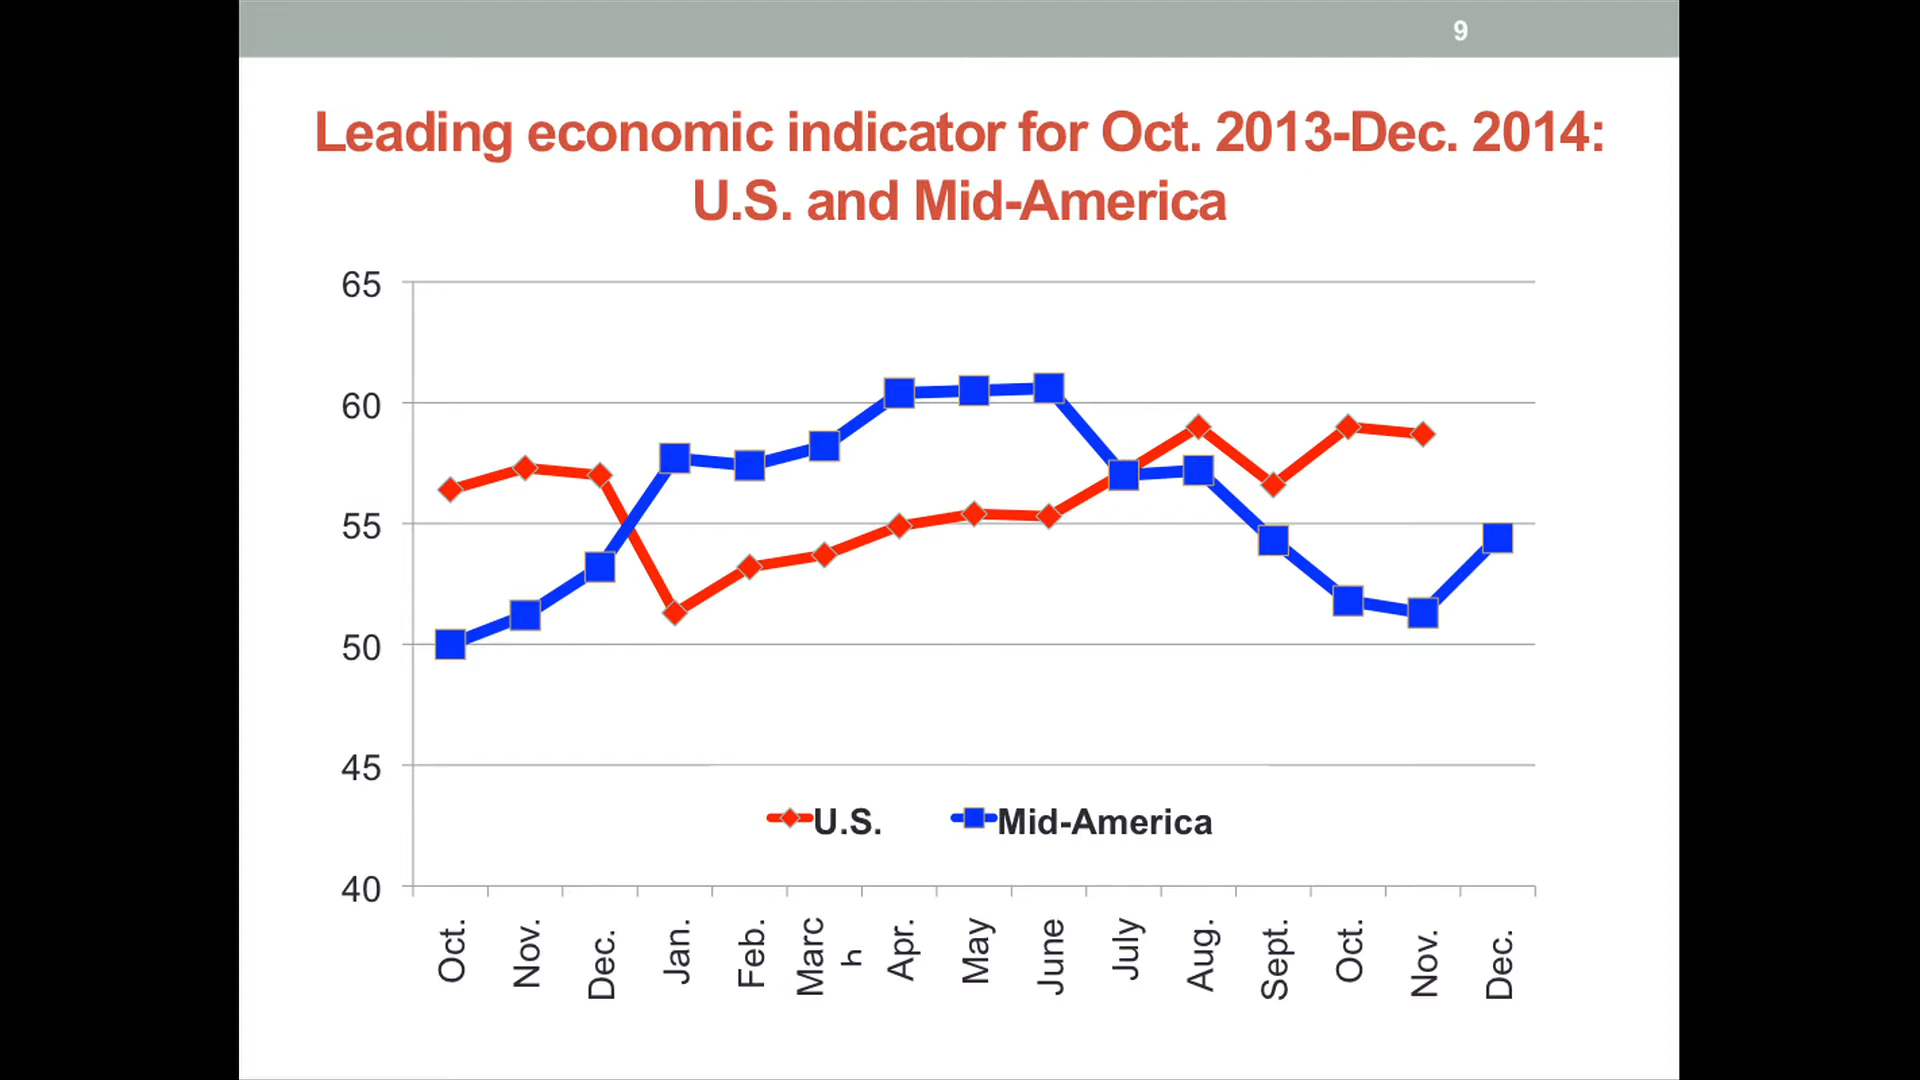 9
Leading economic indicator for Oct. 2013-Dec. 2014:
U.S. and Mid-America
65
60
55
50
45
40
U.S.
Mid-America
Oct.
Nov.
Dec.
Jan.
Feb.
Marc
h
Apr.
May
June
July
Aug.
Sept.
Oct.
Nov.
Dec.